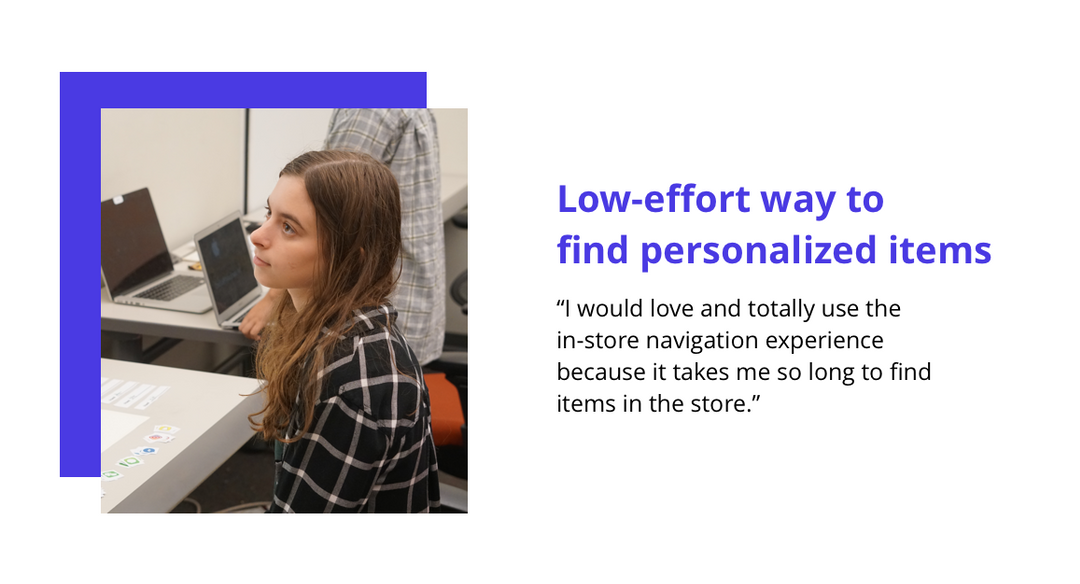 Low-effort way to
find personalized items
“I would love and totally use the
in-store navigation experience
because it takes me so long to find
items in the store.”